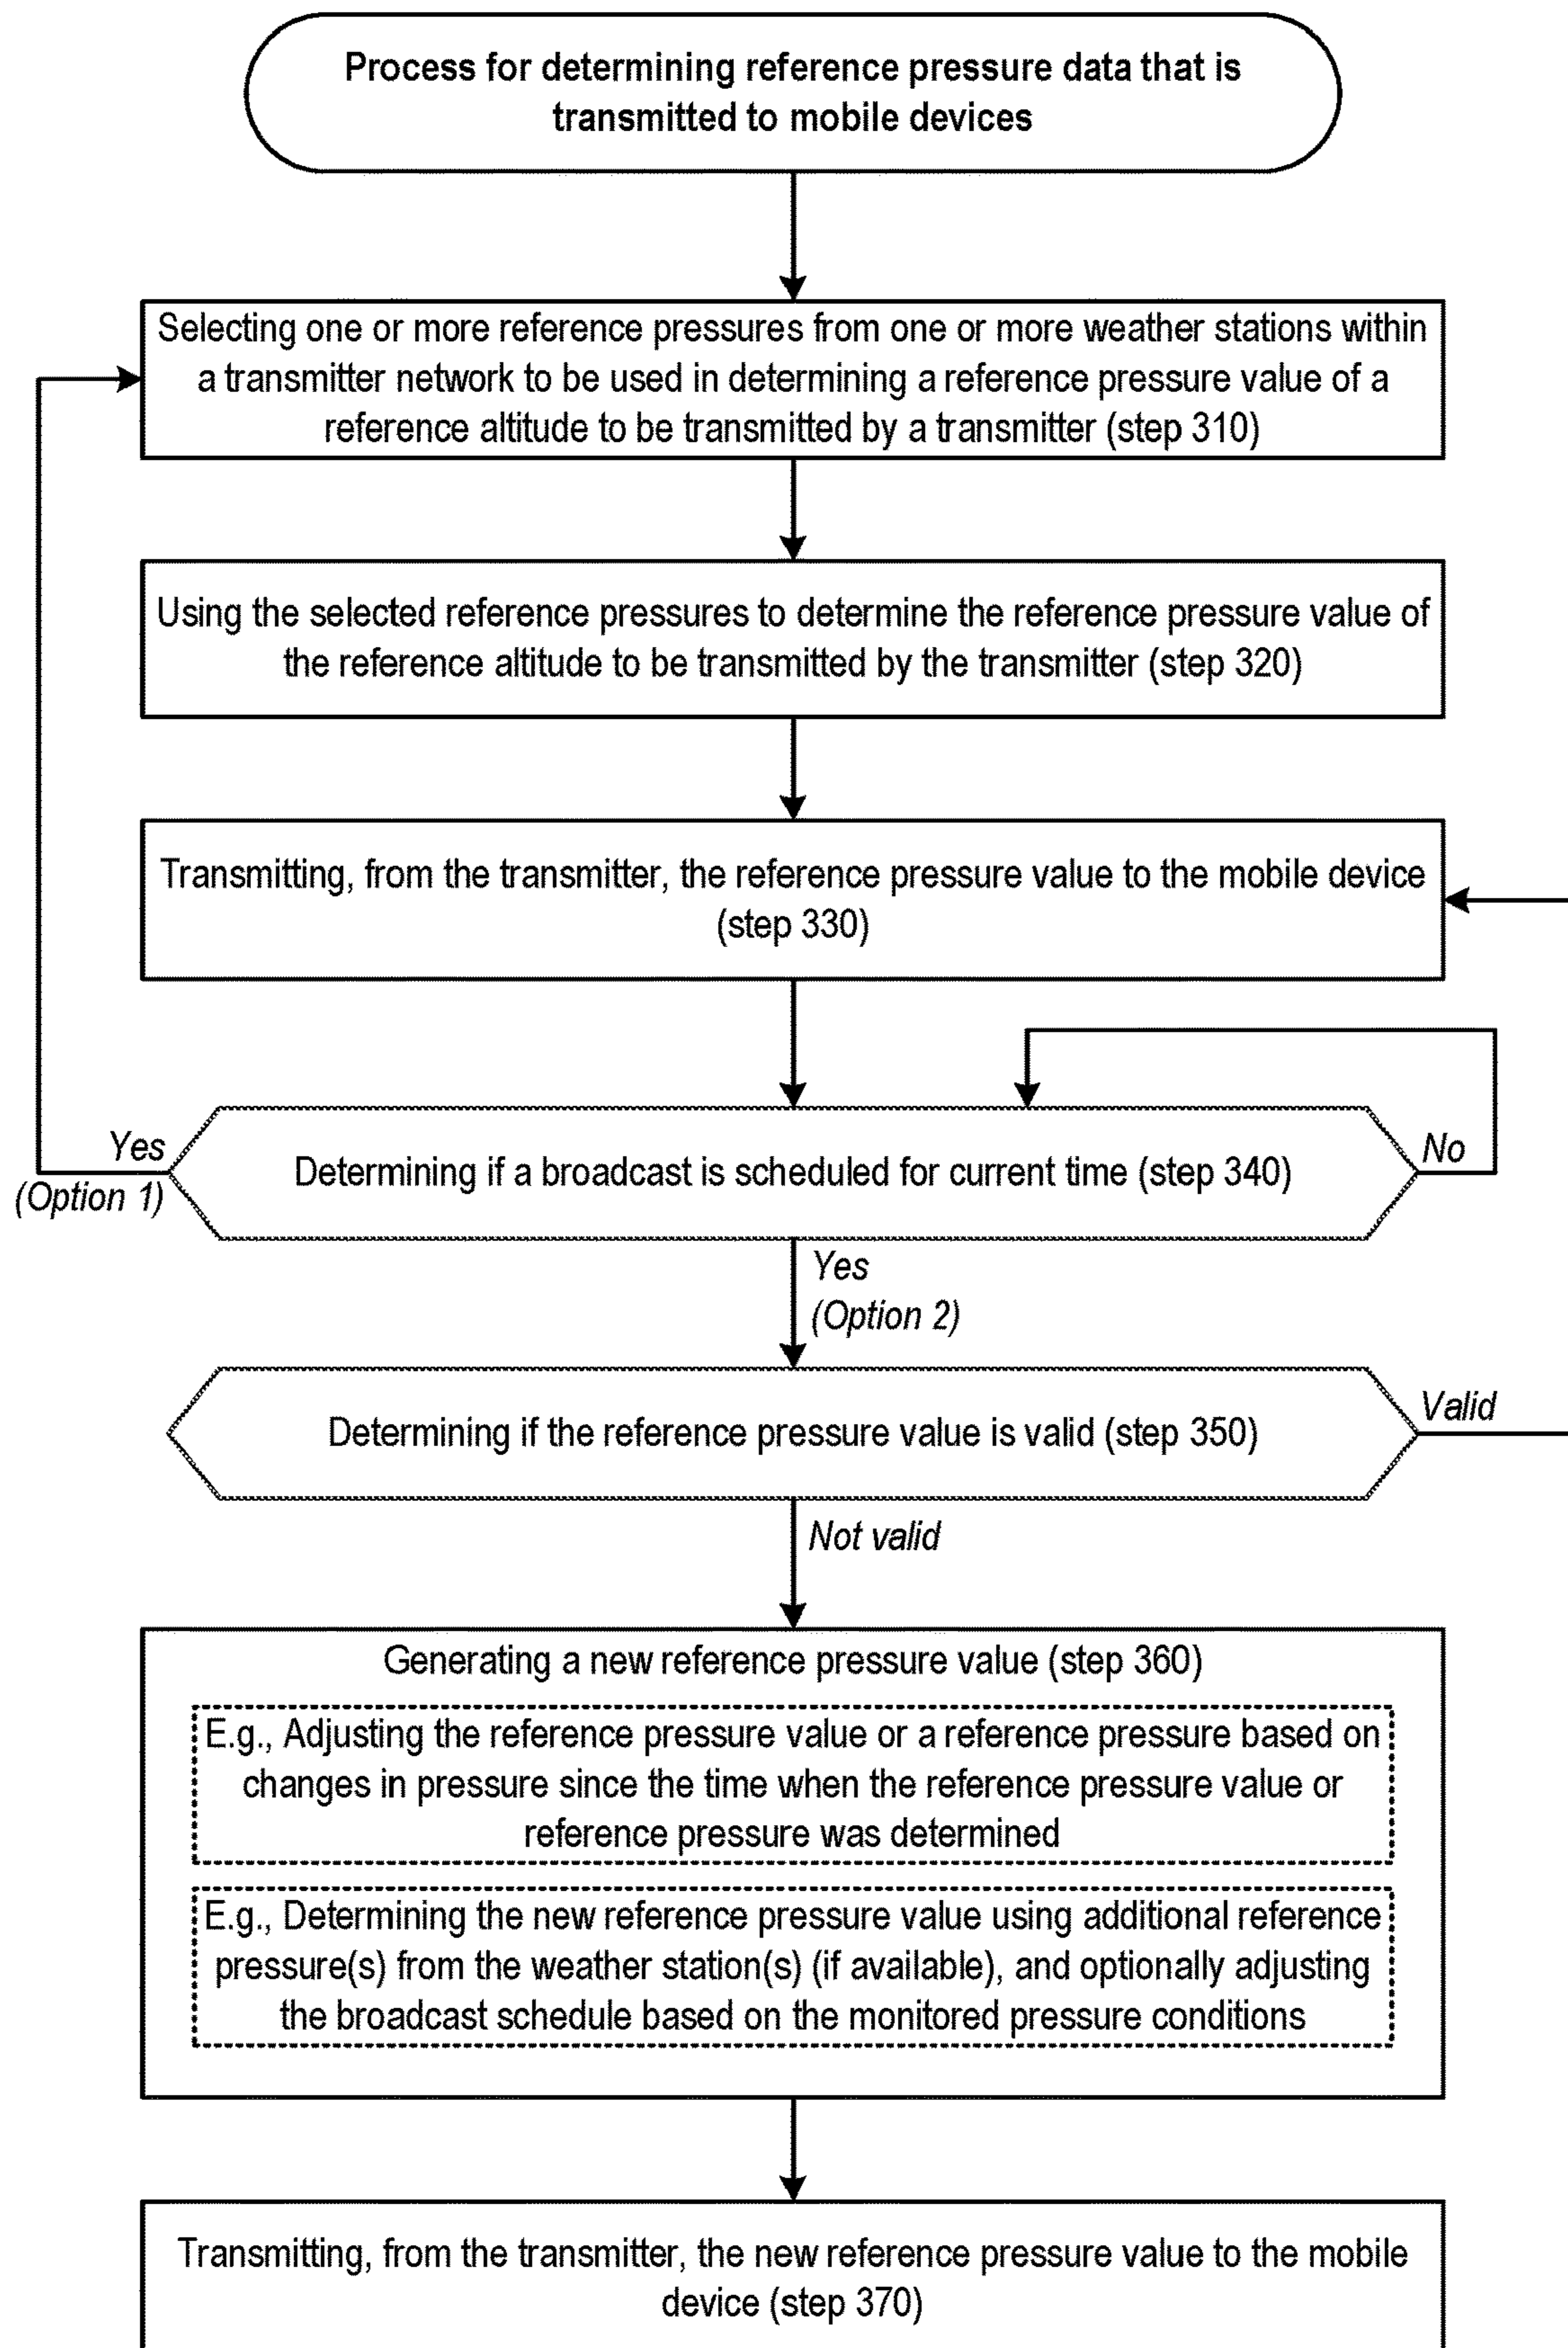 Process for determining reference pressure data that is
transmitted to mobile devices
Selecting one or more reference pressures from one or more weather stations within
a transmitter network to be used in determining a reference pressure value of a
reference altitude to be transmitted by a transmitter (step 310)
Using the selected reference pressures to determine the reference pressure value of
the reference altitude to be transmitted by the transmitter (step 320)
Transmitting, from the transmitter, the reference pressure value to the mobile device
(step 330)
Yes
(Option 1)
Determining if a broadcast is scheduled for current time (step 340)
No
Yes
(Option 2)
Determining if the reference pressure value is valid (step 350)
Valid
Not valid
Generating a new reference pressure value (step 360)
E.g., Adjusting the reference pressure value or a reference pressure based on
changes in pressure since the time when the reference pressure value or
reference pressure was determined
E.g., Determining the new reference pressure value using additional reference
pressure(s) from the weather station(s) (if available), and optionally adjusting
the broadcast schedule based on the monitored pressure conditions
Transmitting, from the transmitter, the new reference pressure value to the mobile
device (step 370)